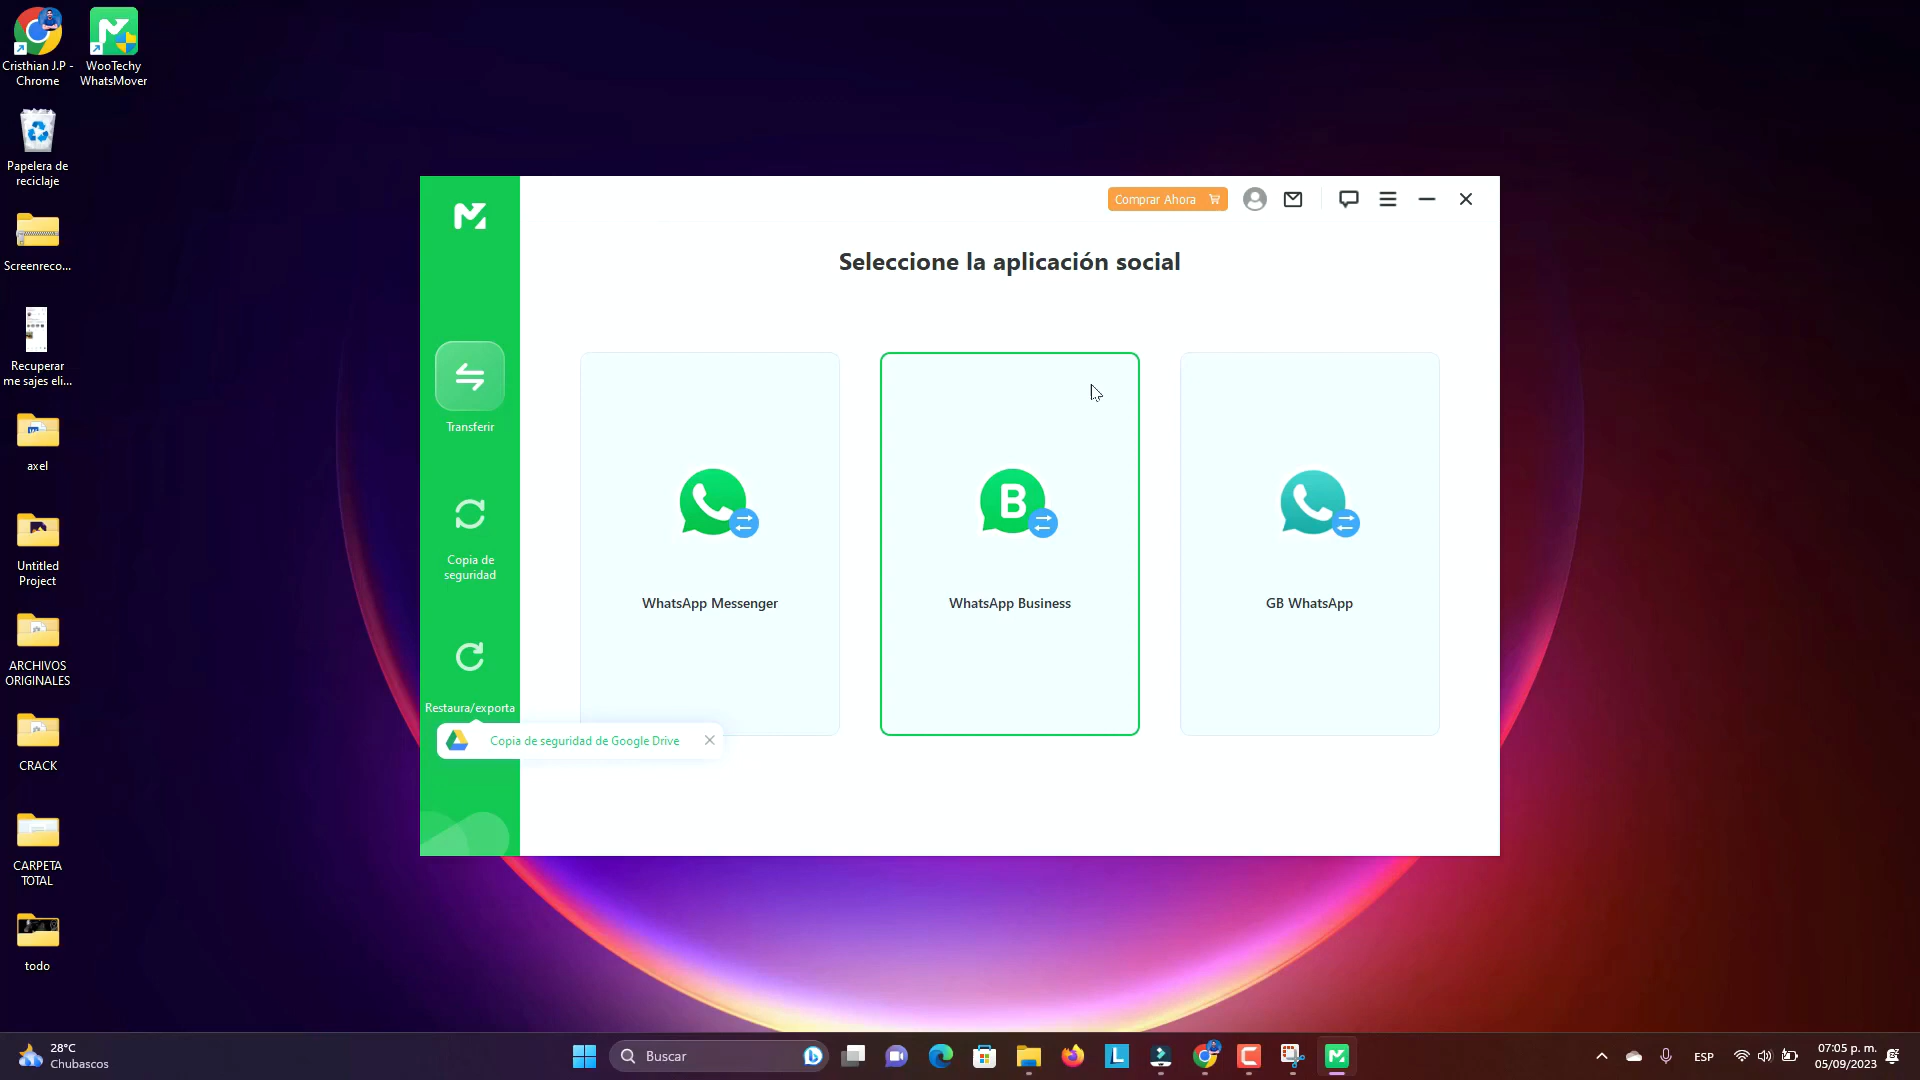 Cristhian J.P -
Chrome
WooTechy
WhatsMover
Papelera de
reciclaje
Screenreco...
Recuperar
me sajes eli...
axel
Untitled
Project
ARCHIVOS
ORIGINALES
CRACK
CARPETA
TOTAL
todo
Comprar Ahora
Seleccione la aplicación social
Transferir
Copia de
seguridad
Restaura/exporta
Copia de seguridad de Google Drive
WhatsApp Messenger
B
WhatsApp Business
GB WhatsApp
28°C
Chubascos
Buscar
L
ESP
07:05 p. m.
05/09/2023